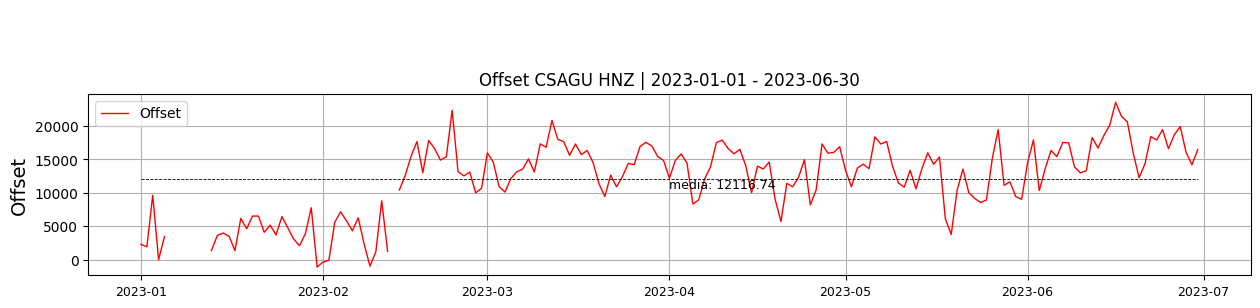 Offset CSAGU HNZ | 2023-01-01 - 2023-06-30
Offset
Offset
20000
15000
10000
5000
0
media: 12116.74
2023-01 2023-02 2023-03 2023-04 2023-05 2023-06 2023-07